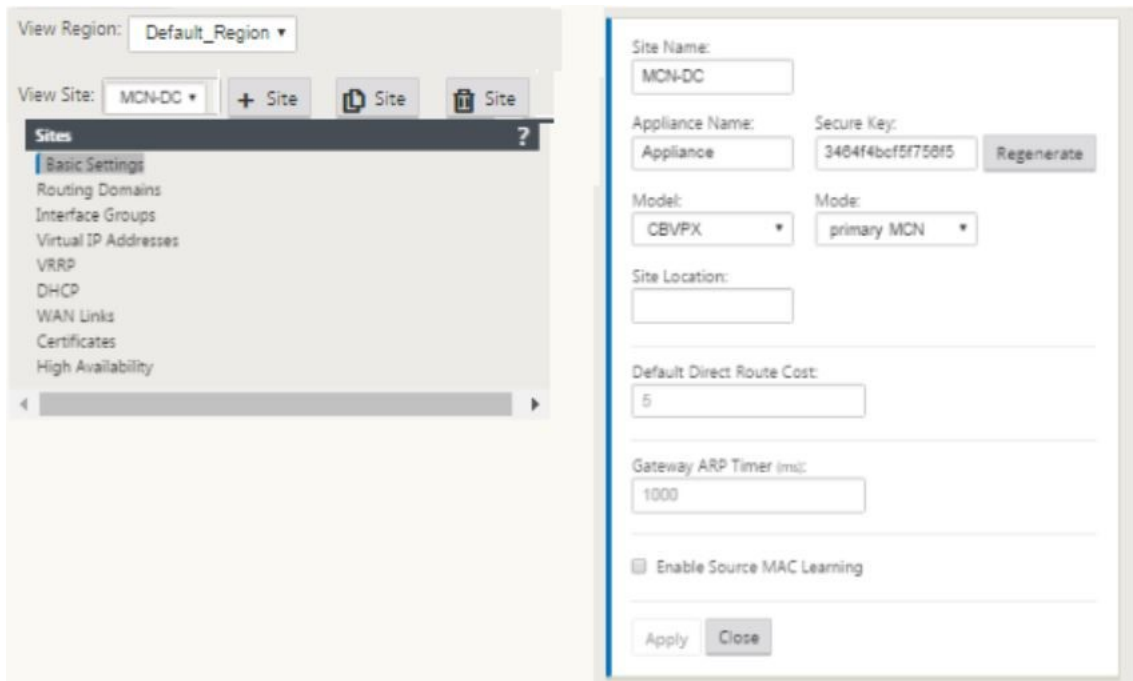 View Region: Default_Region
View Site: MCN-DC + Site Site Site
Sites ?
Basic Settings
Routing Domains
Interface Groups
Virtual IP Addresses
VRRP
DHCP
WAN Links
Certificates
High Availability
Site Name:
MCN-DC
Appliance Name: Secure Key:
Appliance 3464f4bcf5f756f5 Regenerate
Model: Mode:
CBVPX primary MCN
Site Location:
Default Direct Route Cost:
5
Gateway ARP Timer (ms):
1000
Enable Source MAC Learning
Apply Close